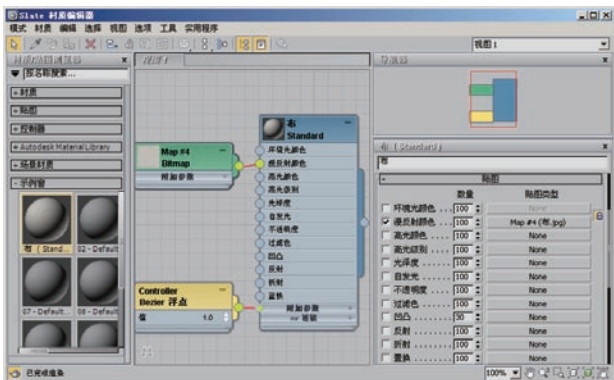 Slate 材质编辑器
模式 材质 编辑 选择 视图 选项 工具 实用程序
视图 1
材质/贴图浏览器
按名称搜索...
+ 材质
+ 贴图
+ 控制器
+ Autodesk Material Library
+ 场景材质
- 示例窗
布 ( Stand...
02 - Default
07 - Default...
08 - Default
视图 1
Map #4
Bitmap
附加参数
布
Standard
环境光颜色
漫反射颜色
高光颜色
高光级别
光泽度
自发光
不透明度
过滤色
凹凸
反射
折射
置换
附加参数
mr 连接
Controller
Bezier 浮点
值 1.0
导航器
布 ( Standard )
布
- 贴图
数量 贴图类型
环境光颜色 . . . 100 None
漫反射颜色 . . . 100 Map #4 (布.jpg)
高光颜色 . . . . 100 None
高光级别 . . . . 100 None
光泽度 . . . . . 100 None
自发光 . . . . . 100 None
不透明度 . . . . 100 None
过滤色 . . . . . 100 None
凹凸 . . . . . . 30 None
反射 . . . . . . 100 None
折射 . . . . . . 100 None
置换 . . . . . . 100 None
已完成渲染
100%